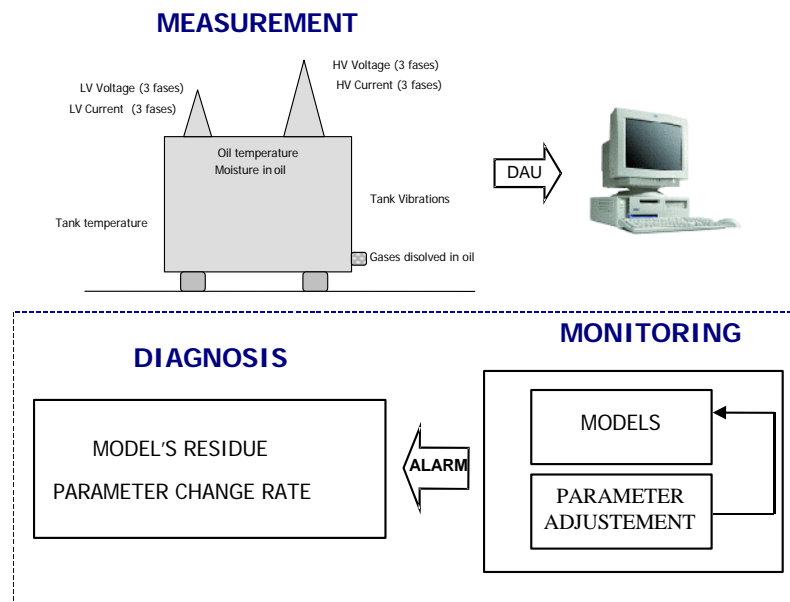 MEASUREMENT
HV Voltage (3 fases)
HV Current (3 fases)
LV Voltage (3 fases)
LV Current (3 fases)
Oil temperature
Moisture in oil
Tank Vibrations
Tank temperature
Gases disolved in oil
DAU
DIAGNOSIS
MONITORING
MODEL'S RESIDUE
PARAMETER CHANGE RATE
ALARM
MODELS
PARAMETER
ADJUSTEMENT